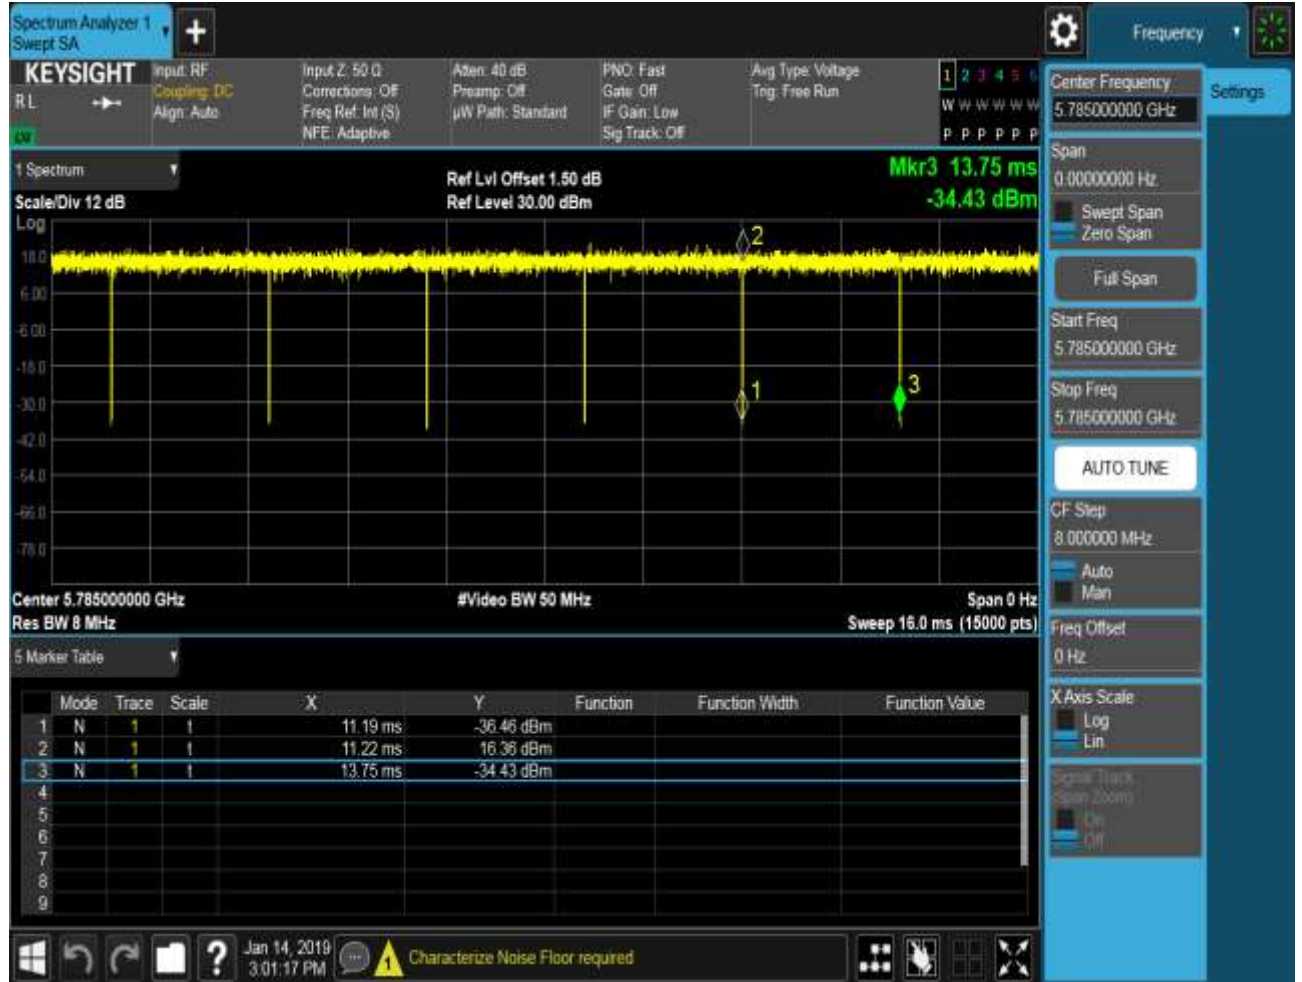 Spectrum Analyzer 1
Swept SA
Frequency
KEYSIGHT
RL
Input: RF
Coupling: DC
Align: Auto
Input Z: 50 Ω
Corrections: Off
Freq Ref: Int (S)
NFE: Adaptive
Atten: 40 dB
Preamp: Off
µW Path: Standard
PNO: Fast
Gate: Off
IF Gain: Low
Sig Track: Off
Avg Type: Voltage
Trig: Free Run
1 2 3 4 5 6
W W W W W W
P P P P P P
1 Spectrum
Scale/Div 12 dB
Ref Lvl Offset 1.50 dB
Ref Level 30.00 dBm
Mkr3 13.75 ms
-34.43 dBm
Log
18.0
6.00
-6.00
-18.0
-30.0
-42.0
-54.0
-66.0
-78.0
2
1
3
Center 5.785000000 GHz
#Video BW 50 MHz
Span 0 Hz
Res BW 8 MHz
Sweep 16.0 ms (15000 pts)
5 Marker Table
Mode Trace Scale X Y Function Function Width Function Value
1 N 1 t 11.19 ms -36.46 dBm
2 N 1 t 11.22 ms 16.36 dBm
3 N 1 t 13.75 ms -34.43 dBm
4
5
6
7
8
9
?
Jan 14, 2019
3:01:17 PM
1
Characterize Noise Floor required
Settings
Center Frequency
5.785000000 GHz
Span
0.00000000 Hz
Swept Span
Zero Span
Full Span
Start Freq
5.785000000 GHz
Stop Freq
5.785000000 GHz
AUTO TUNE
CF Step
8.000000 MHz
Auto
Man
Freq Offset
0 Hz
X Axis Scale
Log
Lin
Signal Track
(Span Zoom)
On
Off